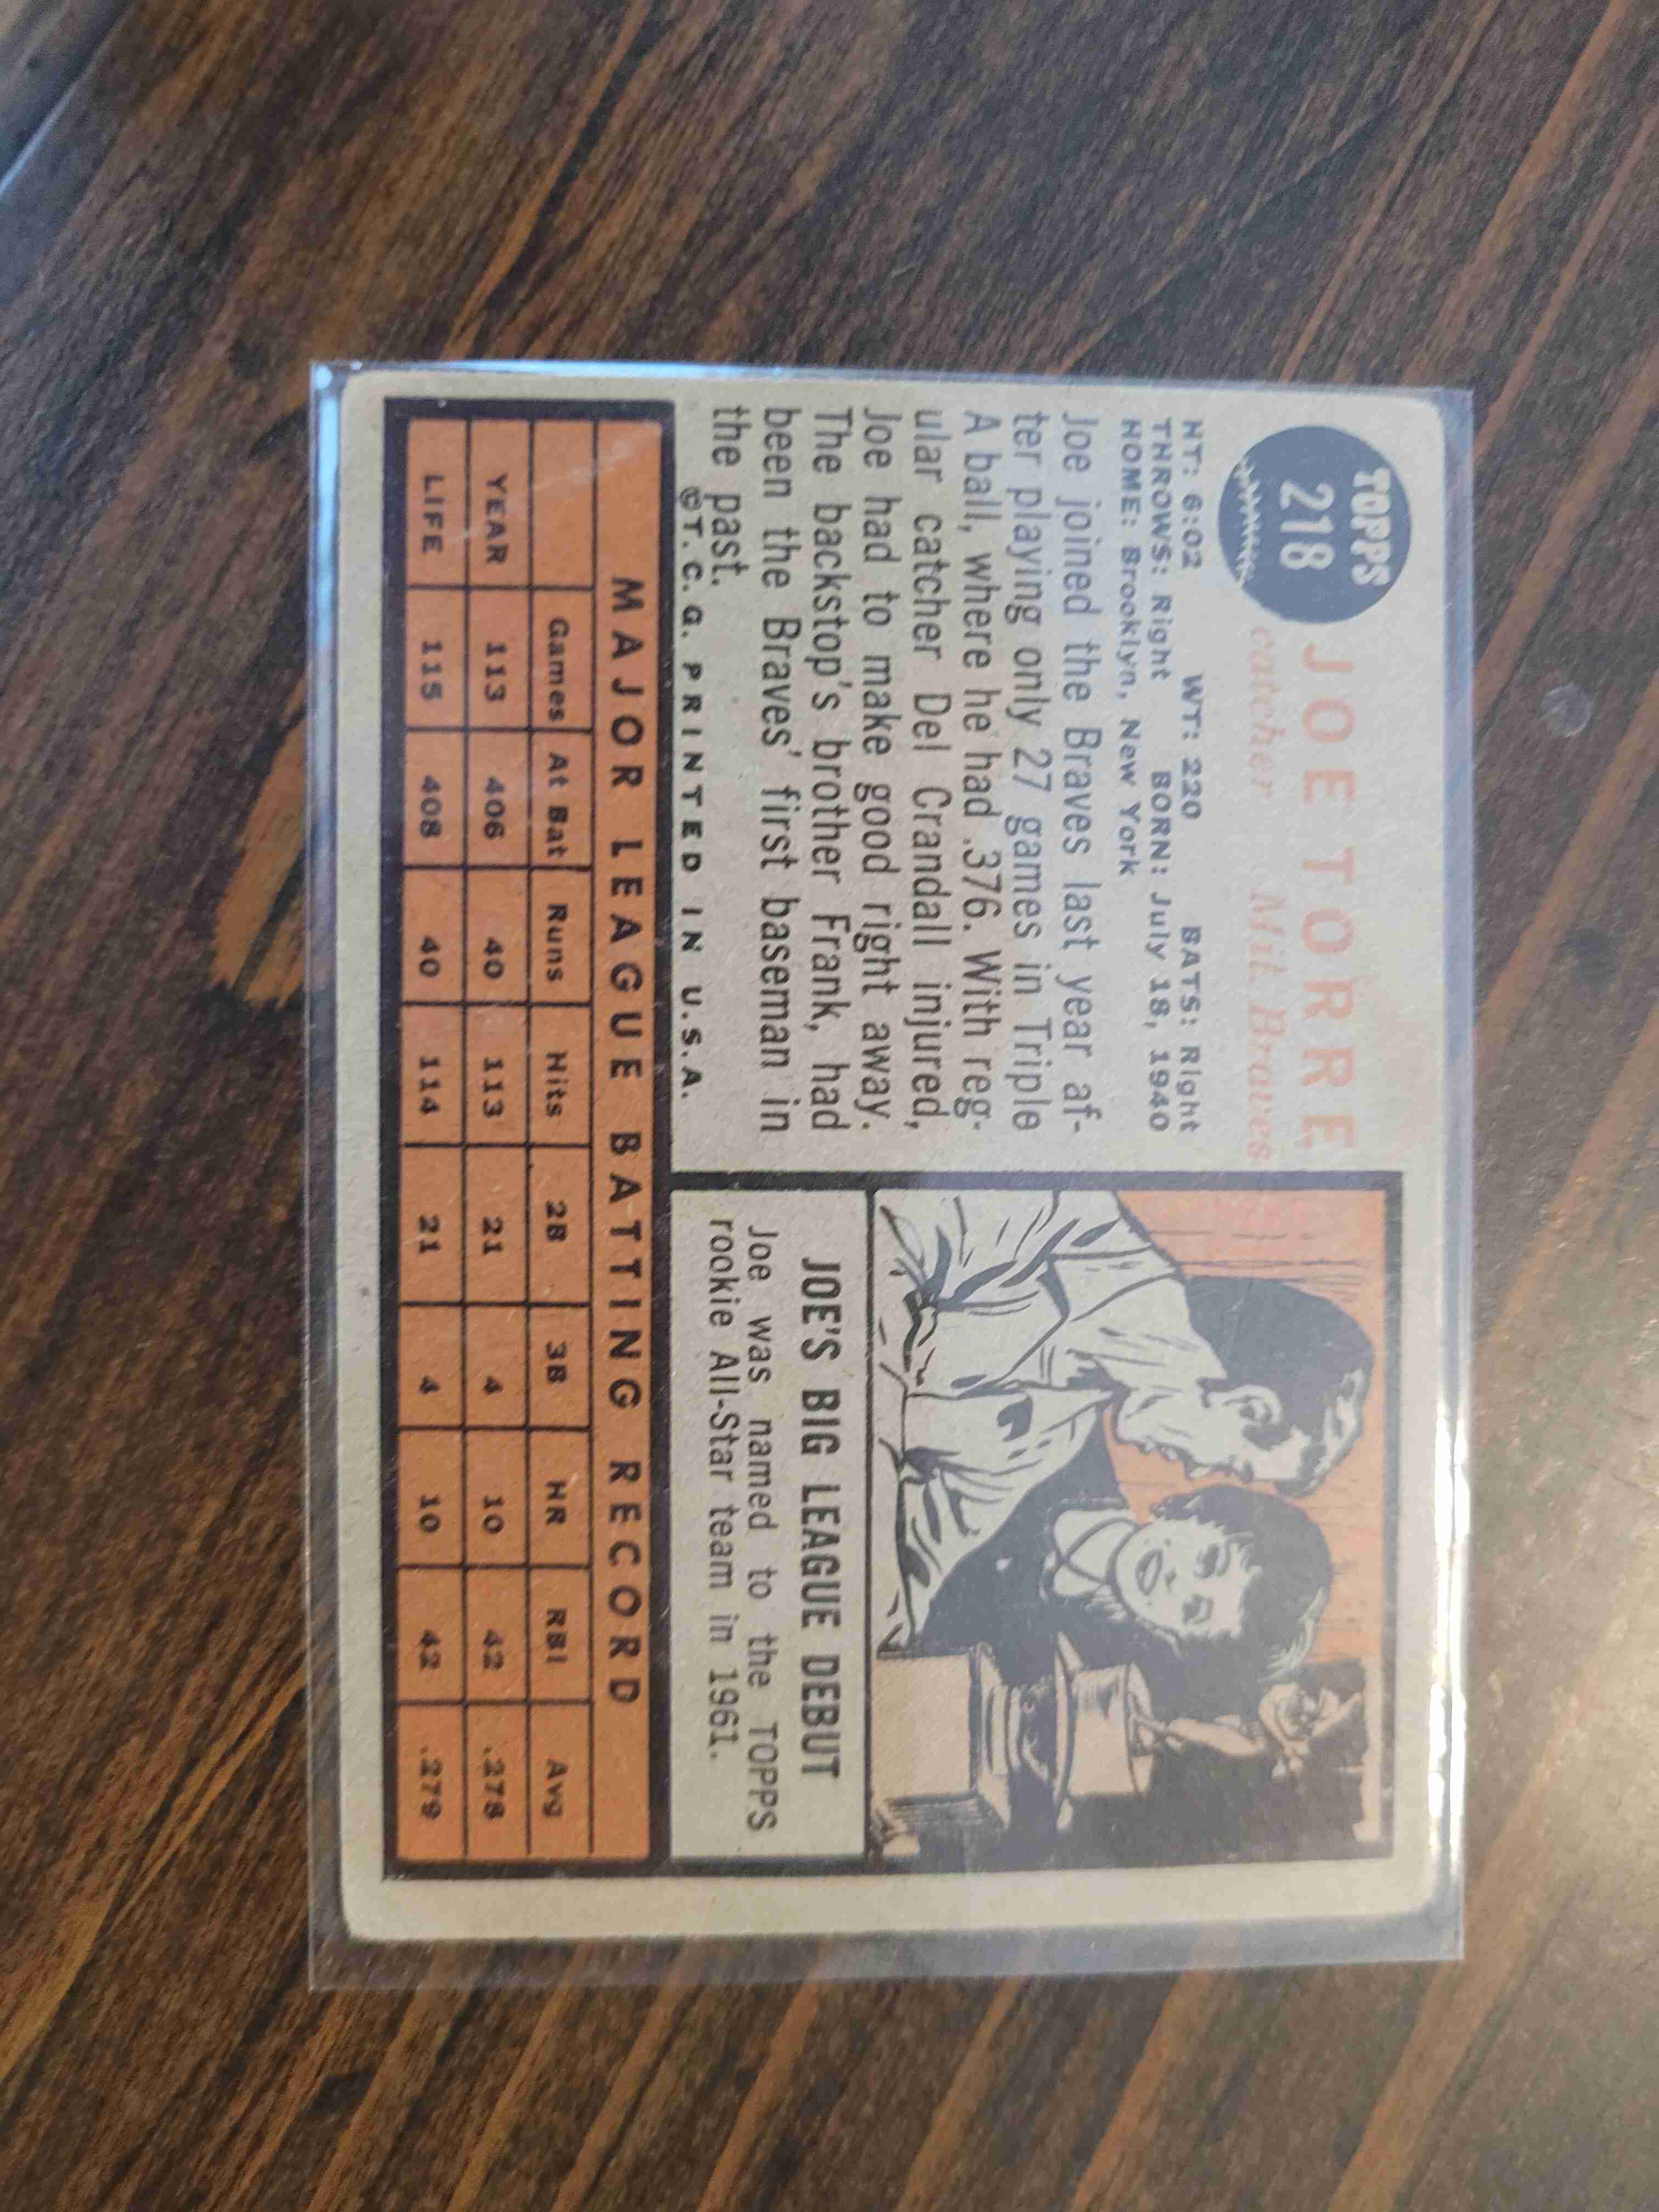 TOPPS
218
JOE TORRE
catcher Mil. Braves
HT: 6:02 WT: 220 BATS: Right
THROWS: Right BORN: July 18, 1940
HOME: Brooklyn, New York
Joe joined the Braves last year af-
ter playing only 27 games in Triple
A ball, where he had .376. With reg-
ular catcher Del Crandall injured,
Joe had to make good right away.
The backstop's brother Frank, had
been the Braves' first baseman in
the past.
©T.C.G. PRINTED IN U.S.A.
JOE'S BIG LEAGUE DEBUT
Joe was named to the TOPPS
rookie All-Star team in 1961.
MAJOR LEAGUE BATTING RECORD
Games At Bat Runs Hits 2B 3B HR RBI Avg
YEAR 113 406 40 113 21 4 10 42 .278
LIFE 115 408 40 114 21 4 10 42 .279